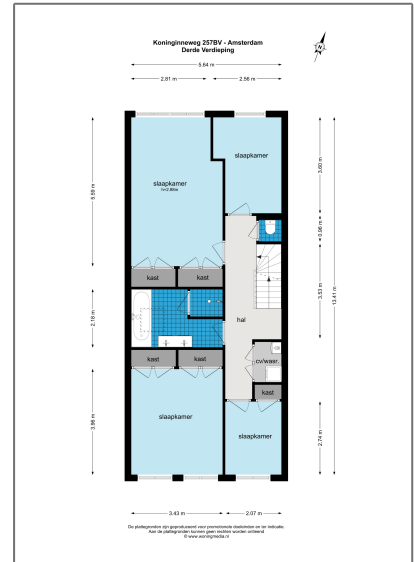 Koninginneweg 257BV - Amsterdam
Derde Verdieping
5.64 m
2.81 m
2.56 m
N
slaapkamer
slaapkamer
h=2.85m
5.59 m
3.60 m
0.96 m
kast
kast
3.53 m
13.41 m
2.18 m
hal
kast
kast
cv/wasr.
kast
slaapkamer
slaapkamer
3.96 m
2.74 m
3.43 m
2.07 m
De plattegronden zijn geproduceerd voor promotionele doeleinden en ter indicatie.
Aan de plattegronden kunnen geen rechten worden ontleend
© www.woningmedia.nl